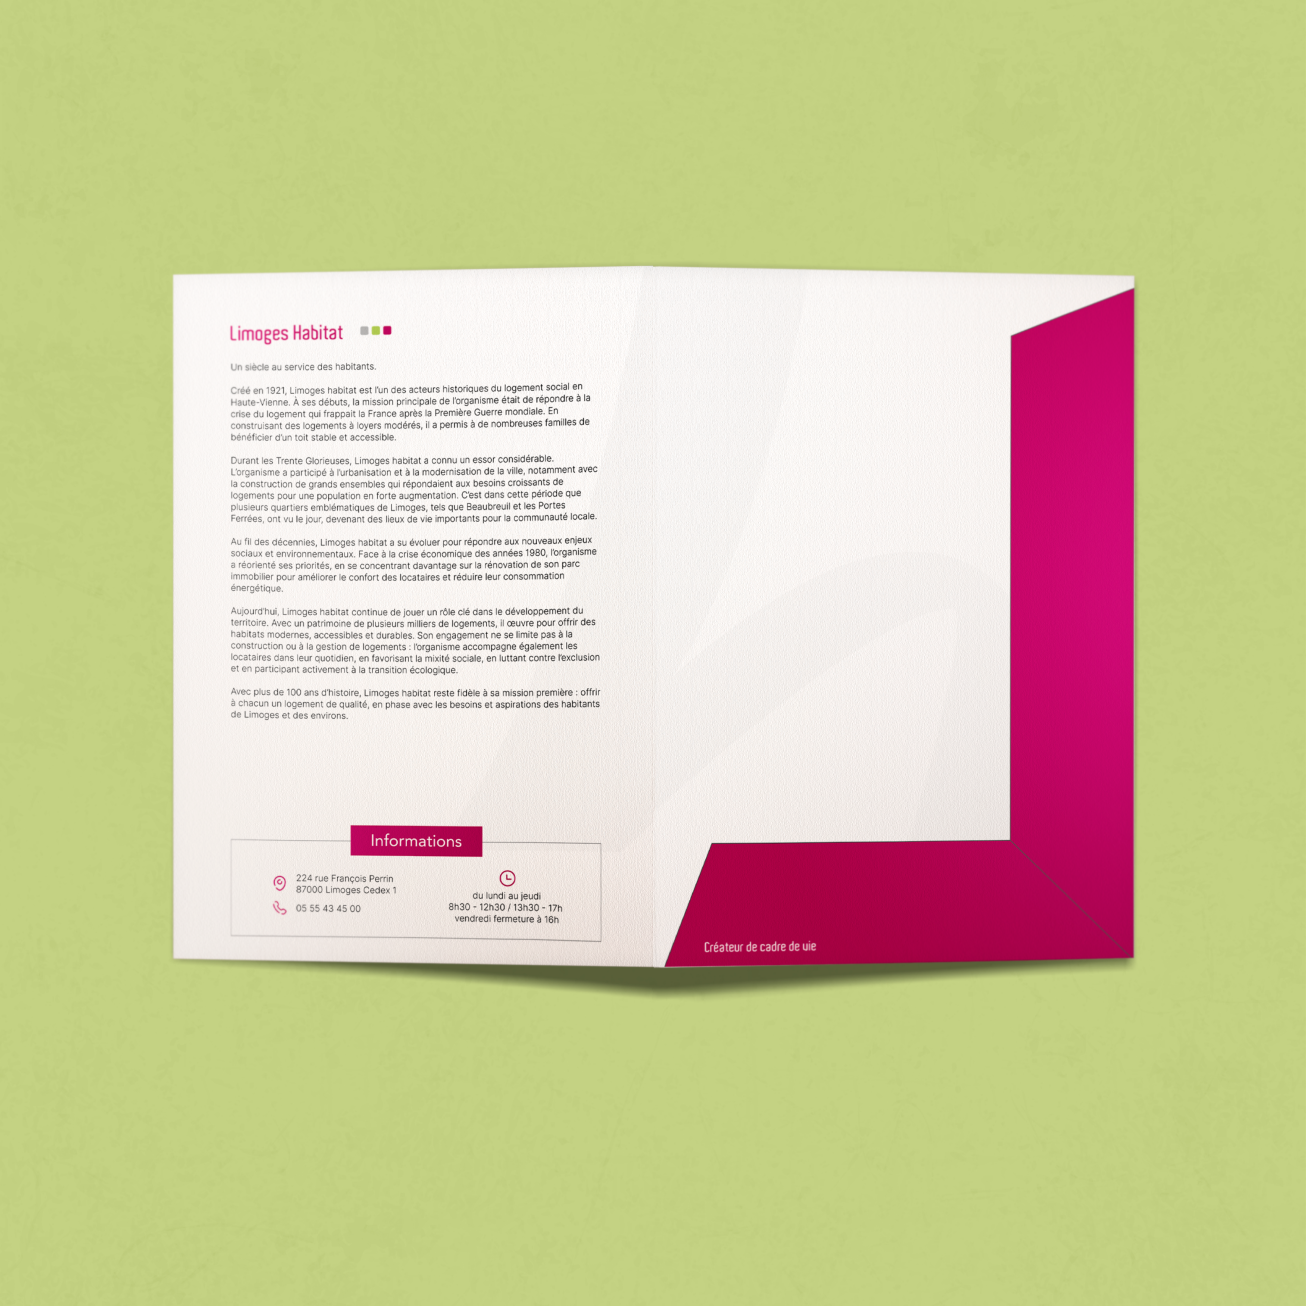 Limoges Habitat
Un siècle au service des habitants.
Créé en 1921, Limoges habitat est l'un des acteurs historiques du logement social en
Haute-Vienne. À ses débuts, la mission principale de l'organisme était de répondre à la
crise du logement qui frappait la France après la Première Guerre mondiale. En
construisant des logements à loyers modérés, il a permis à de nombreuses familles de
bénéficier d'un toit stable et accessible.
Durant les Trente Glorieuses, Limoges habitat a connu un essor considérable.
L'organisme a participé à l'urbanisation et à la modernisation de la ville, notamment avec
la construction de grands ensembles qui répondaient aux besoins croissants de
logements pour une population en forte augmentation. C'est dans cette période que
plusieurs quartiers emblématiques de Limoges, tels que Beaubreuil et les Portes
Ferrées, ont vu le jour, devenant des lieux de vie importants pour la communauté locale.
Au fil des décennies, Limoges habitat a su évoluer pour répondre aux nouveaux enjeux
sociaux et environnementaux. Face à la crise économique des années 1980, l'organisme
a réorienté ses priorités, en se concentrant davantage sur la rénovation de son parc
immobilier pour améliorer le confort des locataires et réduire leur consommation
énergétique.
Aujourd'hui, Limoges habitat continue de jouer un rôle clé dans le développement du
territoire. Avec un patrimoine de plusieurs milliers de logements, il œuvre pour offrir des
habitats modernes, accessibles et durables. Son engagement ne se limite pas à la
construction ou à la gestion de logements : l'organisme accompagne également les
locataires dans leur quotidien, en favorisant la mixité sociale, en luttant contre l'exclusion
et en participant activement à la transition écologique.
Avec plus de 100 ans d'histoire, Limoges habitat reste fidèle à sa mission première : offrir
à chacun un logement de qualité, en phase avec les besoins et aspirations des habitants
de Limoges et des environs.
Informations
224 rue François Perrin
87000 Limoges Cedex 1
05 55 43 45 00
du lundi au jeudi
8h30 - 12h30 / 13h30 - 17h
vendredi fermeture à 16h
Créateur de cadre de vie